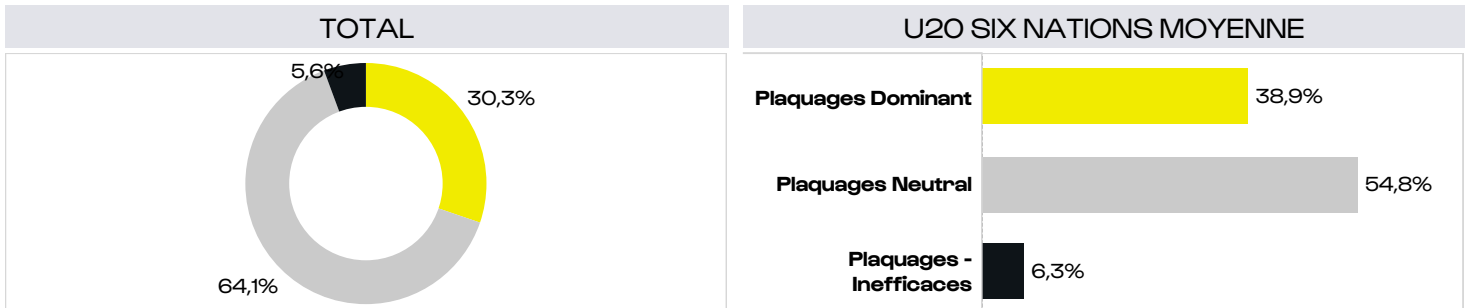 TOTAL
5,6%
30,3%
64,1%
U20 SIX NATIONS MOYENNE
Plaquages Dominant
38,9%
Plaquages Neutral
54,8%
Plaquages -
Inefficaces
6,3%